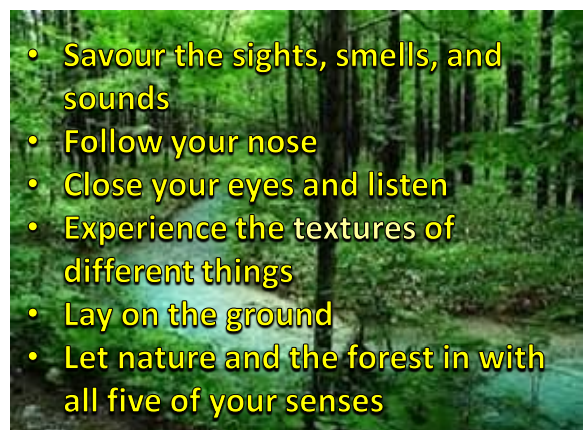 • Savour the sights, smells, and
sounds
• Follow your nose
• Close your eyes and listen
• Experience the textures of
different things
• Lay on the ground
• Let nature and the forest in with
all five of your senses